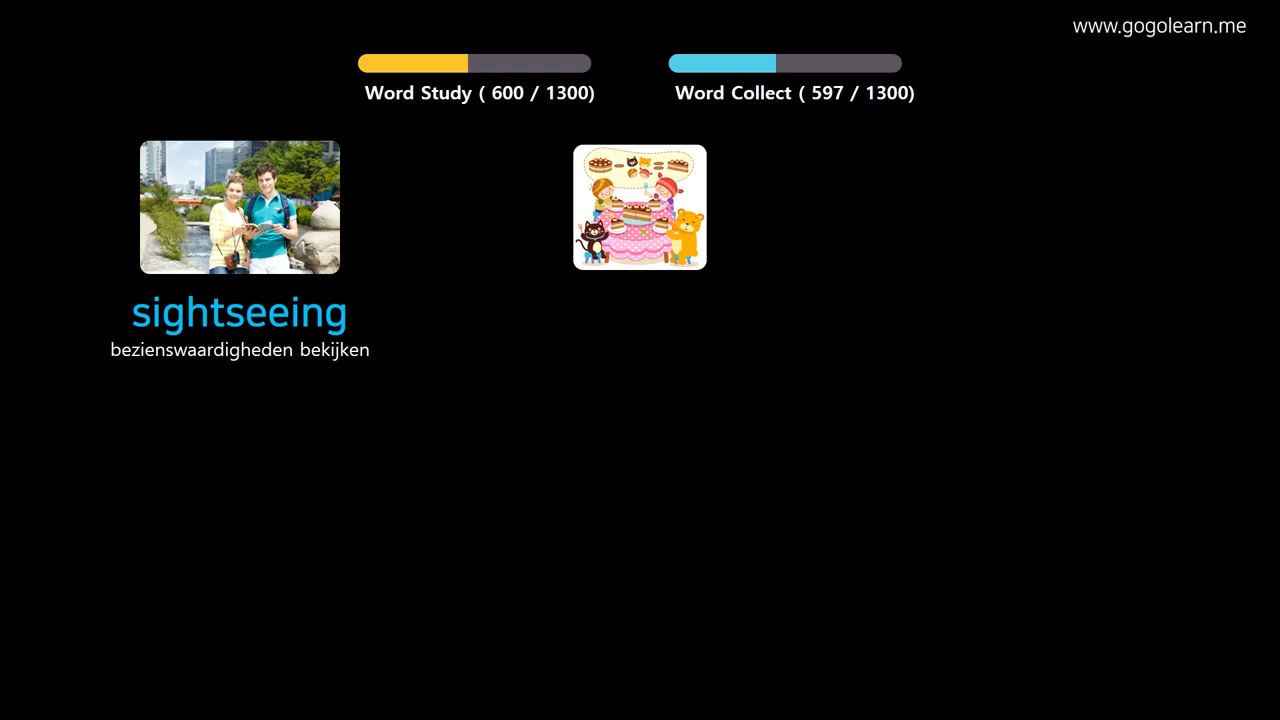 www.gogolearn.me
Word Study ( 600 / 1300)
Word Collect ( 597 / 1300)
sightseeing
bezienswaardigheden bekijken